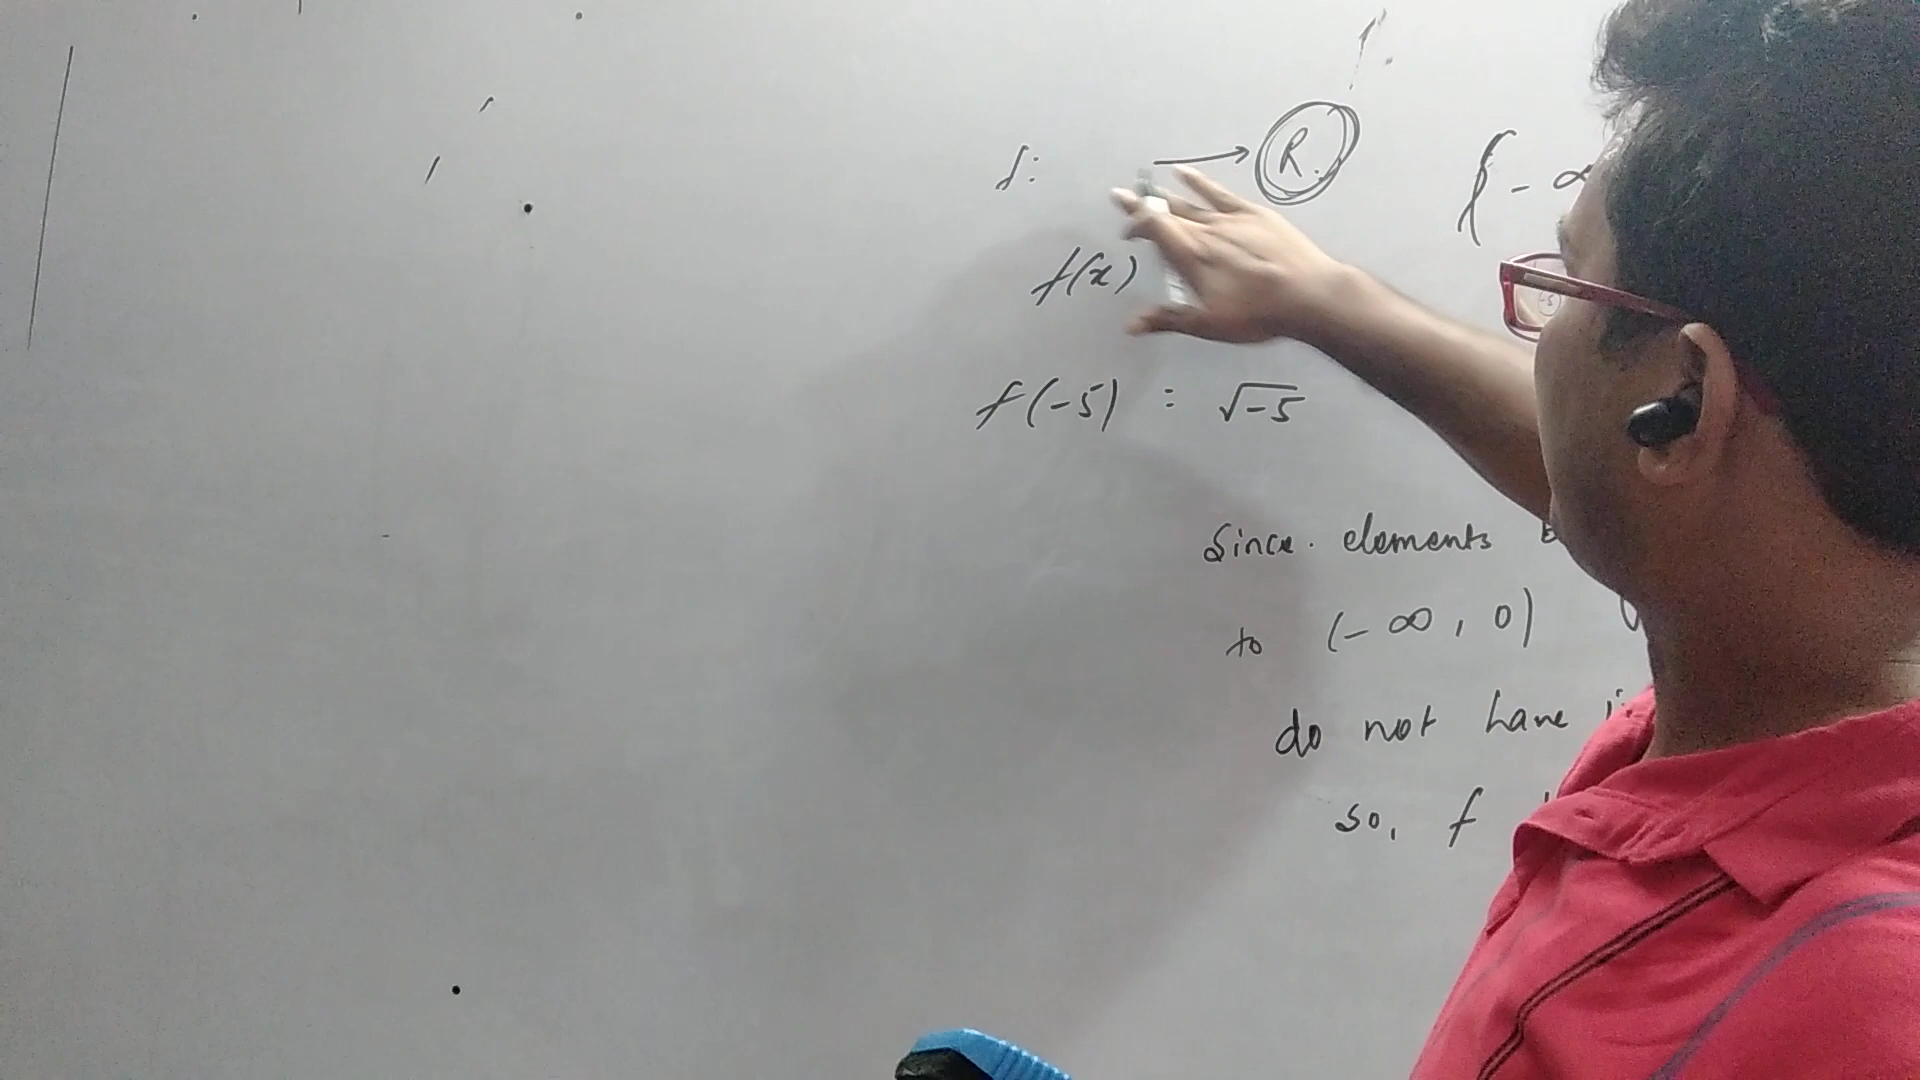 f: → R.
(-∞
f(x)
f(-5) = √-5
Since elements
to (-∞, 0)
do not have
so, f